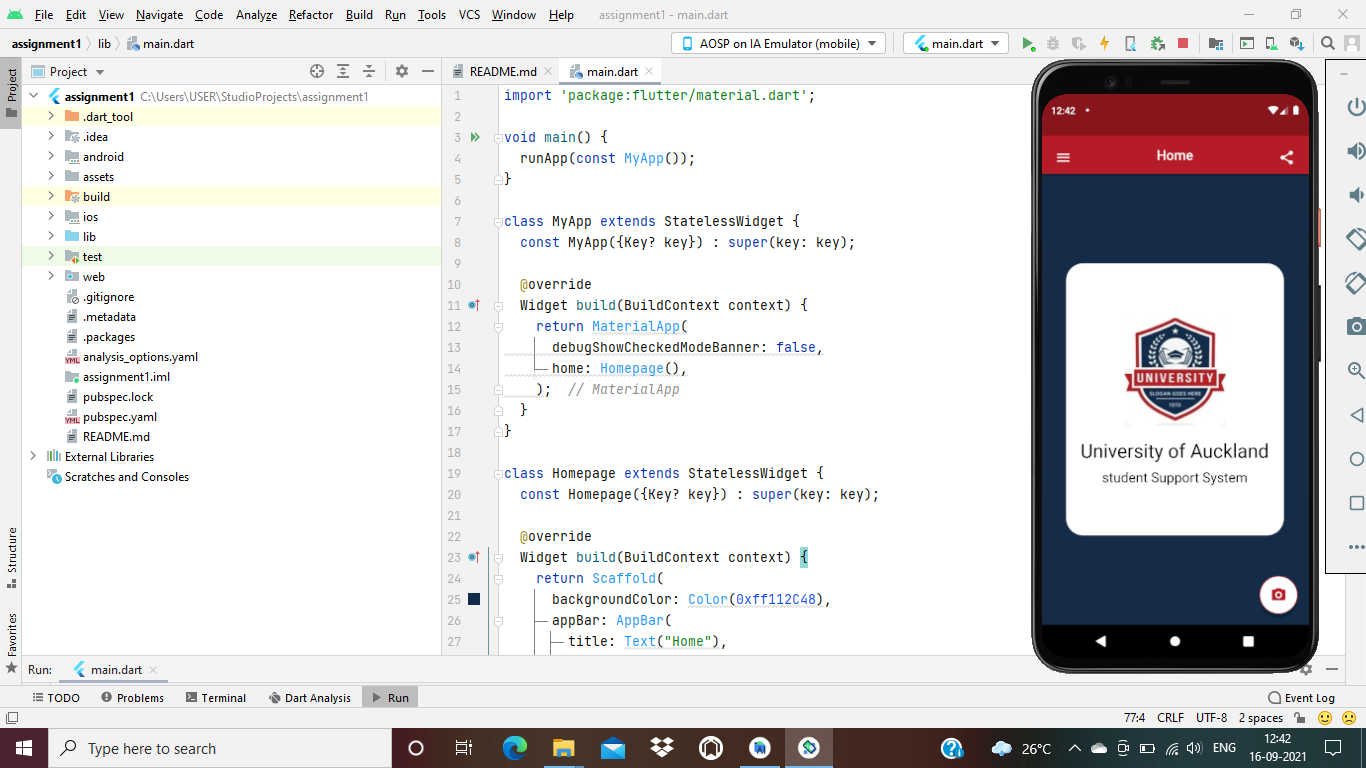 File Edit View Navigate Code Analyze Refactor Build Run Tools VCS Window Help assignment1 - main.dart
assignment1 lib main.dart
AOSP on IA Emulator (mobile) main.dart
Project
Project
README.md main.dart
assignment1 C:\Users\USER\StudioProjects\assignment1
.dart_tool
.idea
android
assets
build
ios
lib
test
web
.gitignore
.metadata
.packages
analysis_options.yaml
assignment1.iml
pubspec.lock
pubspec.yaml
README.md
External Libraries
Scratches and Consoles
Structure
Favorites
1 import 'package:flutter/material.dart';
2
3 void main() {
4 runApp(const MyApp());
5 }
6
7 class MyApp extends StatelessWidget {
8 const MyApp({Key? key}) : super(key: key);
9
10 @override
11 Widget build(BuildContext context) {
12 return MaterialApp(
13 debugShowCheckedModeBanner: false,
14 home: Homepage(),
15 ); // MaterialApp
16 }
17 }
18
19 class Homepage extends StatelessWidget {
20 const Homepage({Key? key}) : super(key: key);
21
22 @override
23 Widget build(BuildContext context) {
24 return Scaffold(
25 backgroundColor: Color(0xff112C48),
26 appBar: AppBar(
27 title: Text("Home"),
12:42
Home
UNIVERSITY
SLOGAN GOES HERE
1919
University of Auckland
student Support System
Run: main.dart
TODO Problems Terminal Dart Analysis Run Event Log
77:4 CRLF UTF-8 2 spaces
Type here to search
26°C ENG 12:42
16-09-2021